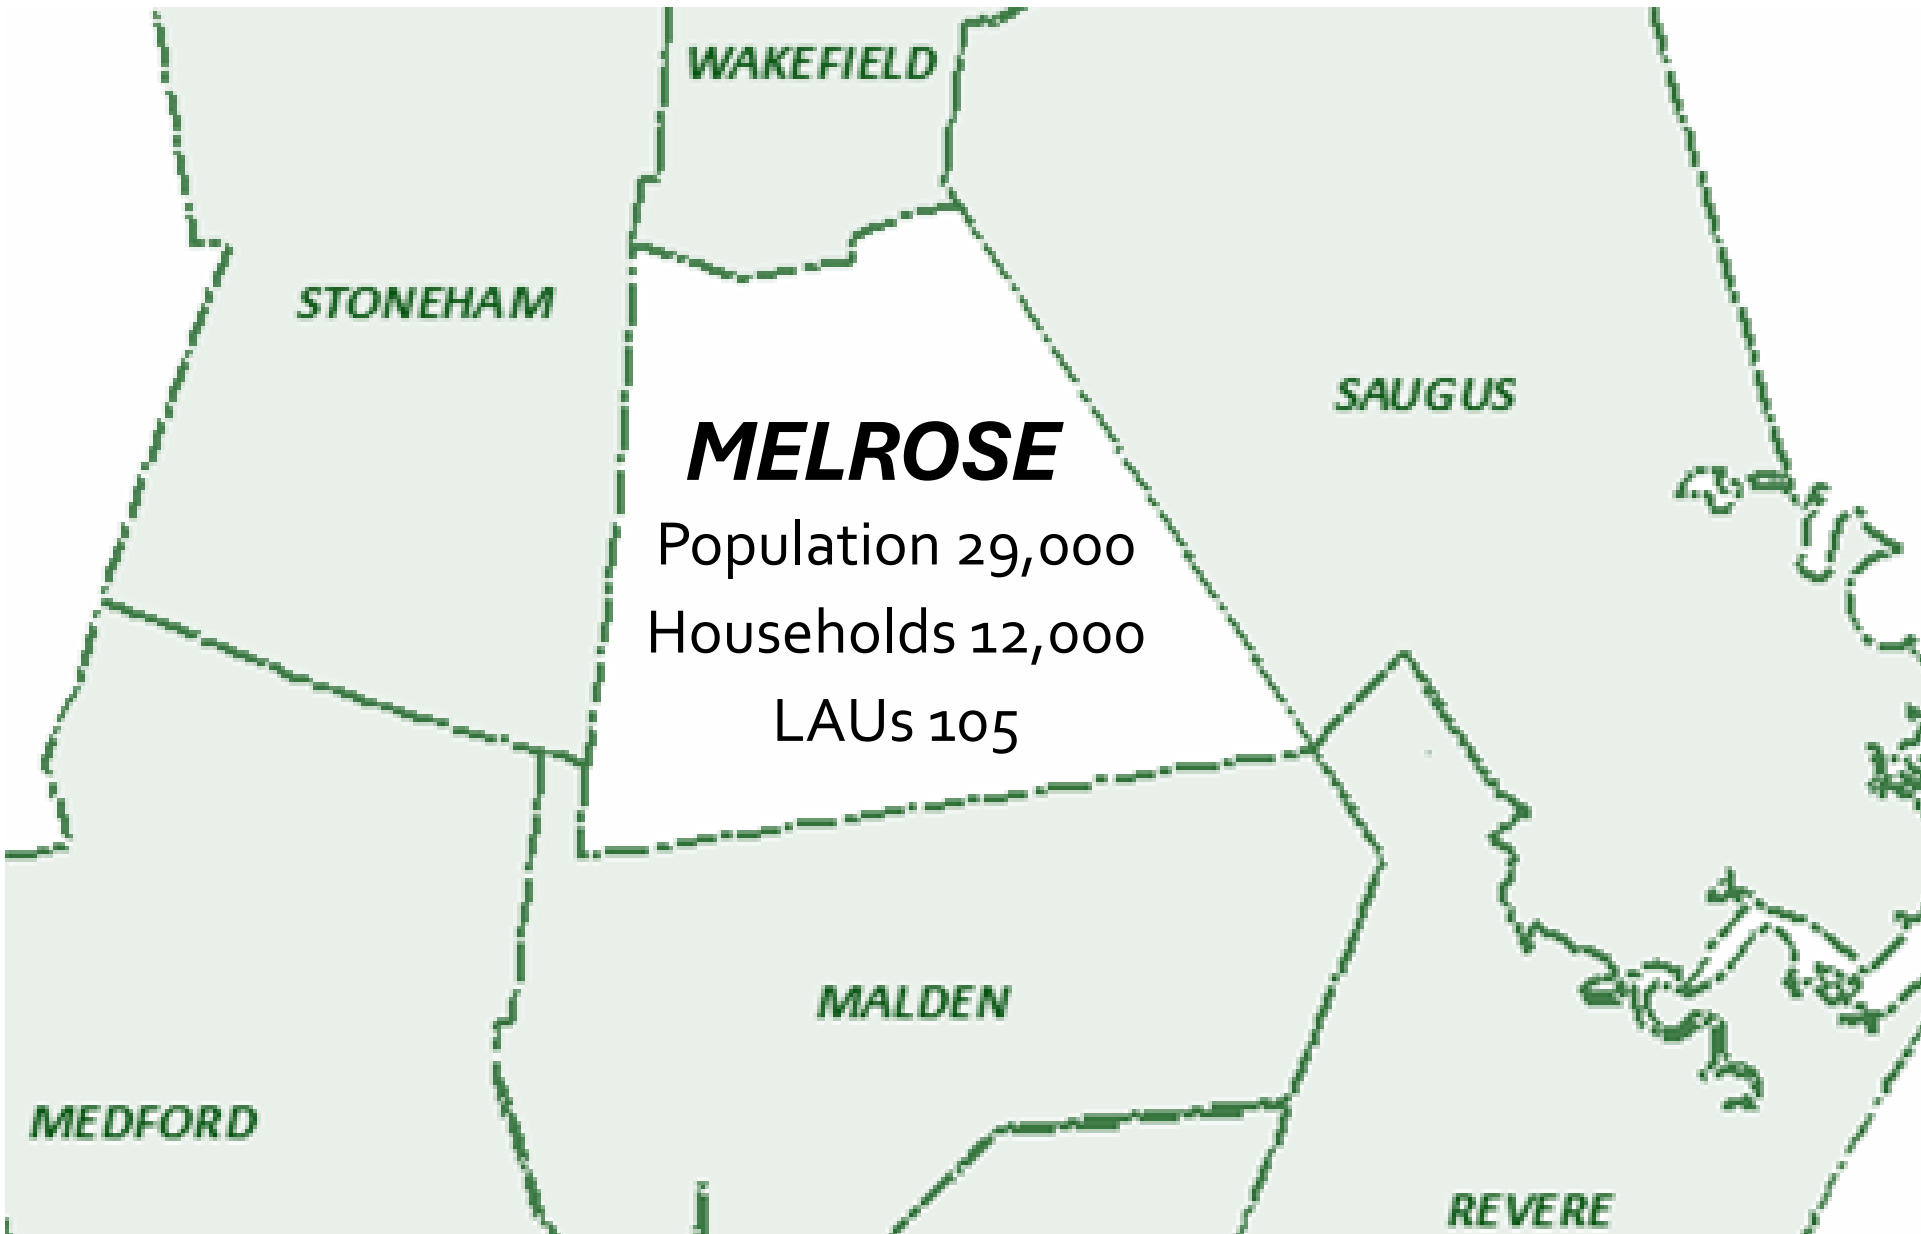 WAKEFIELD
STONEHAM
SAUGUS
MELROSE
Population 29,000
Households 12,000
LAUs 105
MALDEN
MEDFORD
REVERE